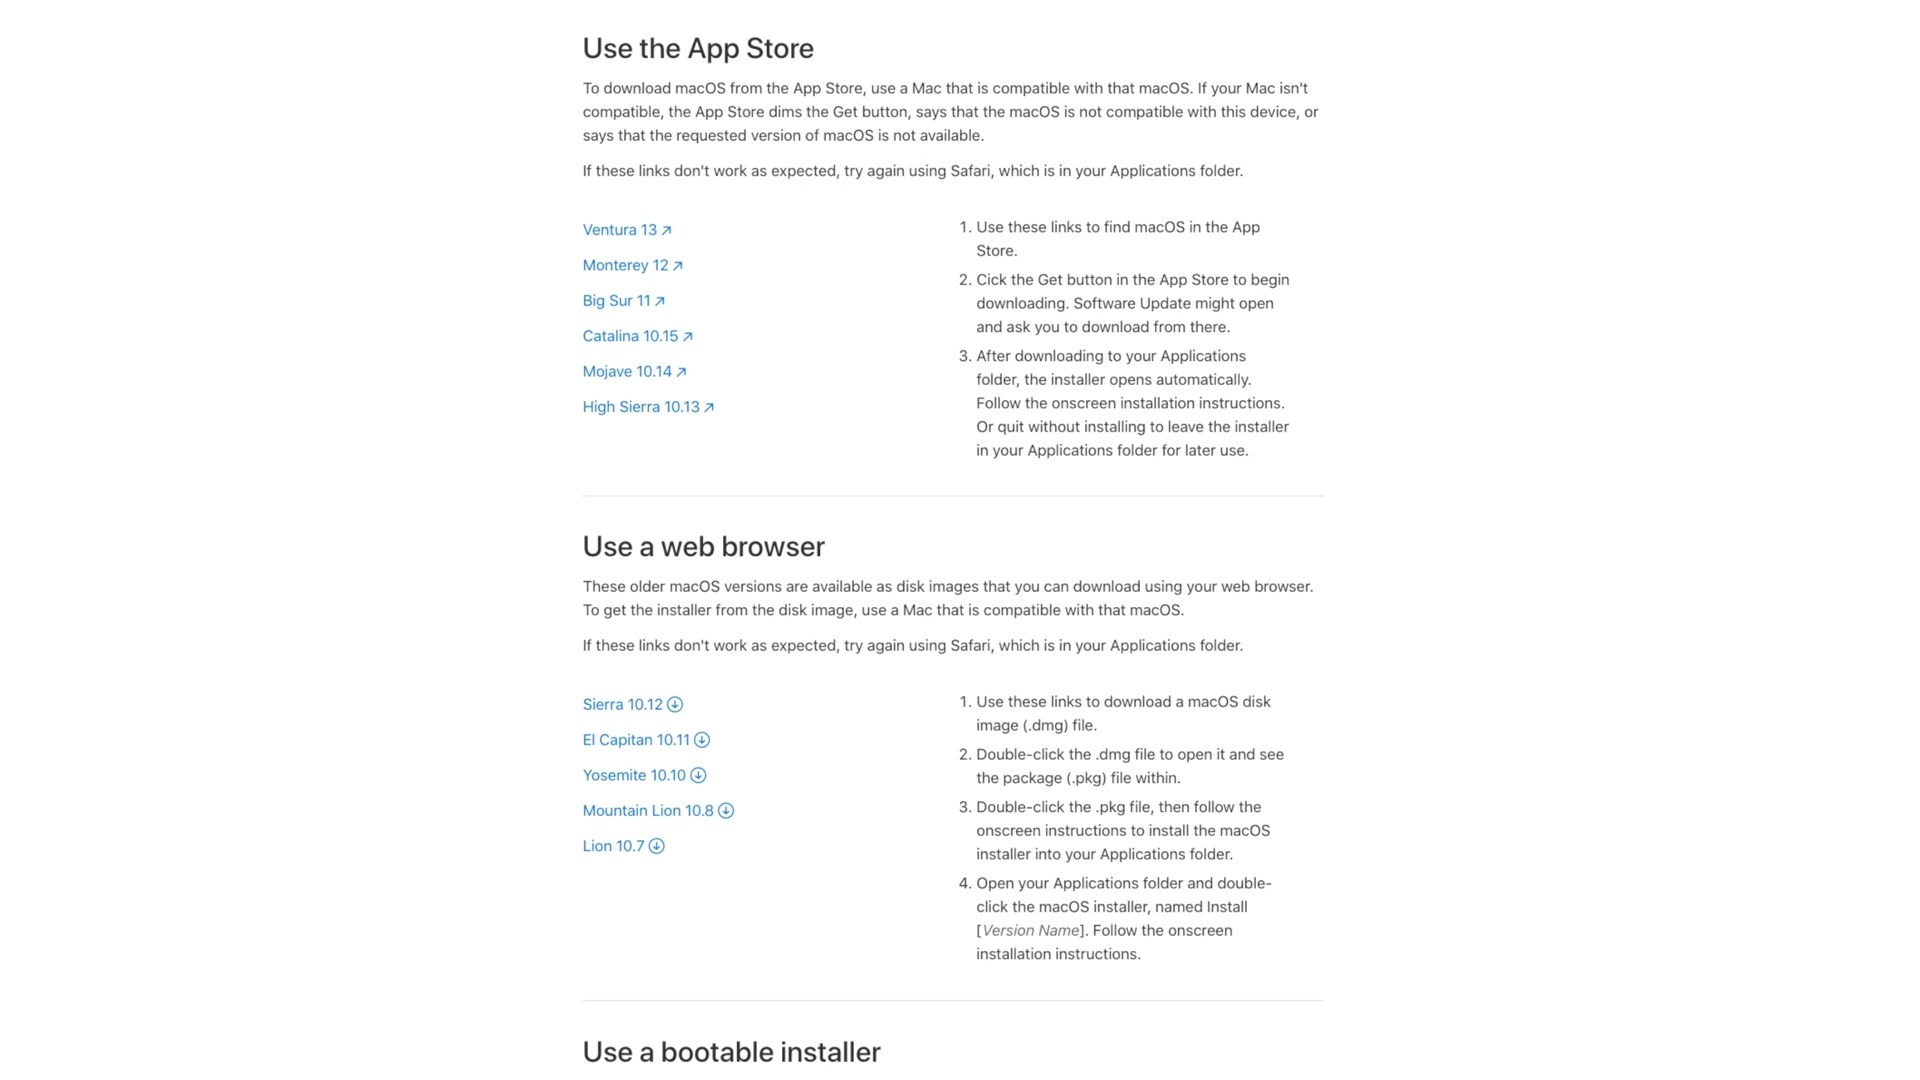 Use the App Store
To download macOS from the App Store, use a Mac that is compatible with that macOS. If your Mac isn't
compatible, the App Store dims the Get button, says that the macOS is not compatible with this device, or
says that the requested version of macOS is not available.
If these links don't work as expected, try again using Safari, which is in your Applications folder.
Ventura 13
Monterey 12
Big Sur 11
Catalina 10.15
Mojave 10.14
High Sierra 10.13
1. Use these links to find macOS in the App
Store.
2. Cick the Get button in the App Store to begin
downloading. Software Update might open
and ask you to download from there.
3. After downloading to your Applications
folder, the installer opens automatically.
Follow the onscreen installation instructions.
Or quit without installing to leave the installer
in your Applications folder for later use.
Use a web browser
These older macOS versions are available as disk images that you can download using your web browser.
To get the installer from the disk image, use a Mac that is compatible with that macOS.
If these links don't work as expected, try again using Safari, which is in your Applications folder.
Sierra 10.12
El Capitan 10.11
Yosemite 10.10
Mountain Lion 10.8
Lion 10.7
1. Use these links to download a macOS disk
image (.dmg) file.
2. Double-click the .dmg file to open it and see
the package (.pkg) file within.
3. Double-click the .pkg file, then follow the
onscreen instructions to install the macOS
installer into your Applications folder.
4. Open your Applications folder and double-
click the macOS installer, named Install
[Version Name]. Follow the onscreen
installation instructions.
Use a bootable installer